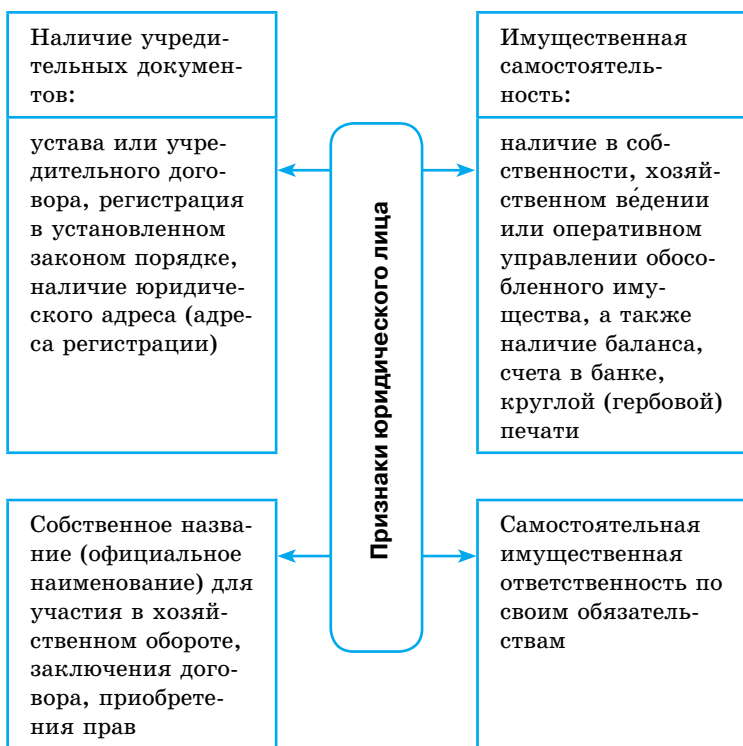 Наличие учреди-
тельных докумен-
тов:
устава или учре-
дительного дого-
вора, регистрация
в установленном
законом порядке,
наличие юридиче-
ского адреса (адре-
са регистрации)
Имущественная
самостоятель-
ность:
наличие в соб-
ственности, хозяй-
ственном ве́дении
или оперативном
управлении обосо-
бленного иму-
щества, а также
наличие баланса,
счета в банке,
круглой (гербовой)
печати
Признаки юридического лица
Собственное назва-
ние (официальное
наименование) для
участия в хозяй-
ственном обороте,
заключения дого-
вора, приобрете-
ния прав
Самостоятельная
имущественная
ответственность по
своим обязатель-
ствам